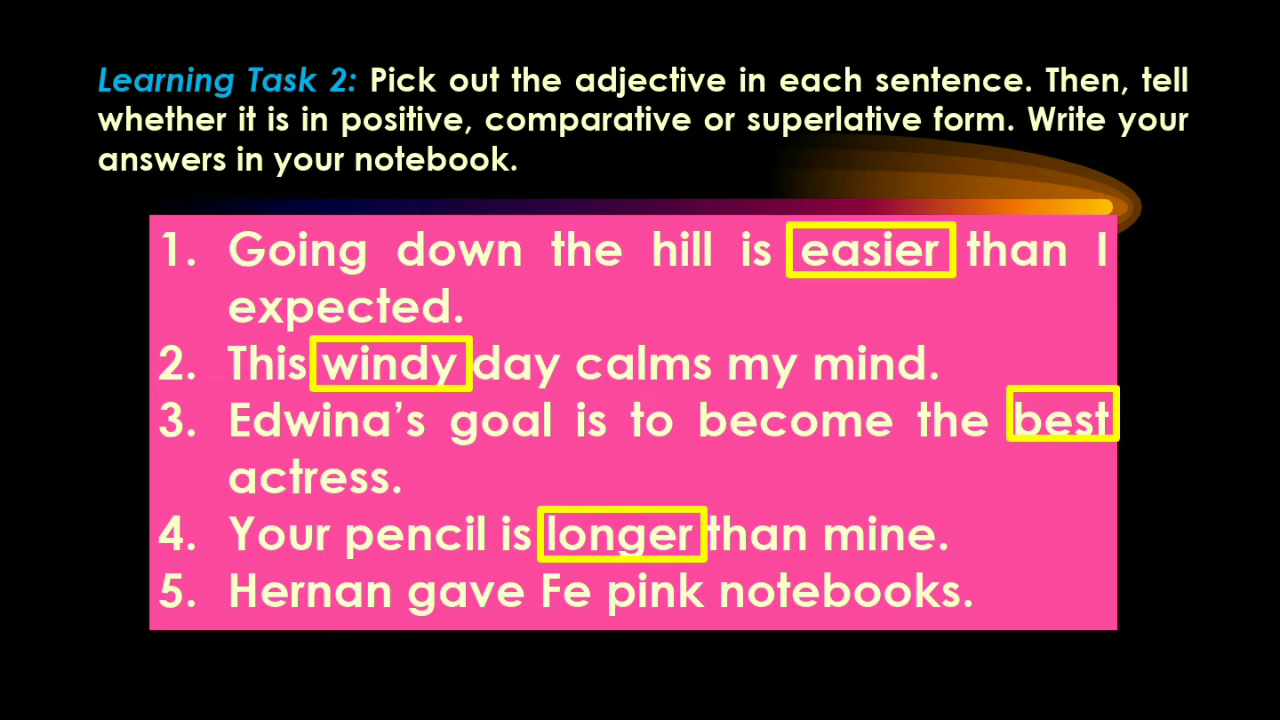 Learning Task 2: Pick out the adjective in each sentence. Then, tell
whether it is in positive, comparative or superlative form. Write your
answers in your notebook.
1. Going down the hill is easier than I
expected.
2. This windy day calms my mind.
3. Edwina’s goal is to become the best
actress.
4. Your pencil is longer than mine.
5. Hernan gave Fe pink notebooks.